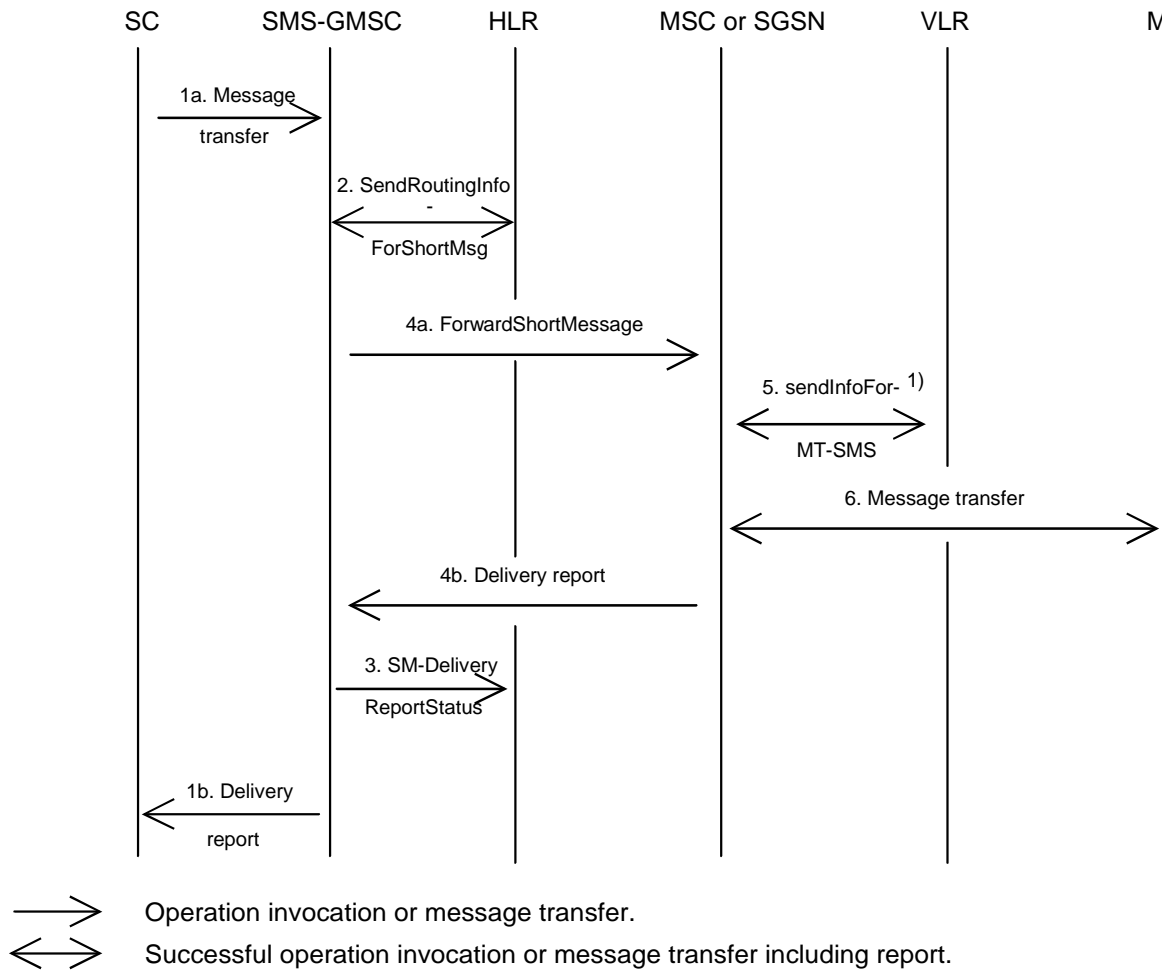 SC SMS-GMSC HLR MSC or SGSN VLR M
1a. Message
transfer
2. SendRoutingInfo
-
ForShortMsg
4a. ForwardShortMessage
5. sendInfoFor- 1)
MT-SMS
6. Message transfer
4b. Delivery report
3. SM-Delivery
ReportStatus
1b. Delivery
report
Operation invocation or message transfer.
Successful operation invocation or message transfer including report.